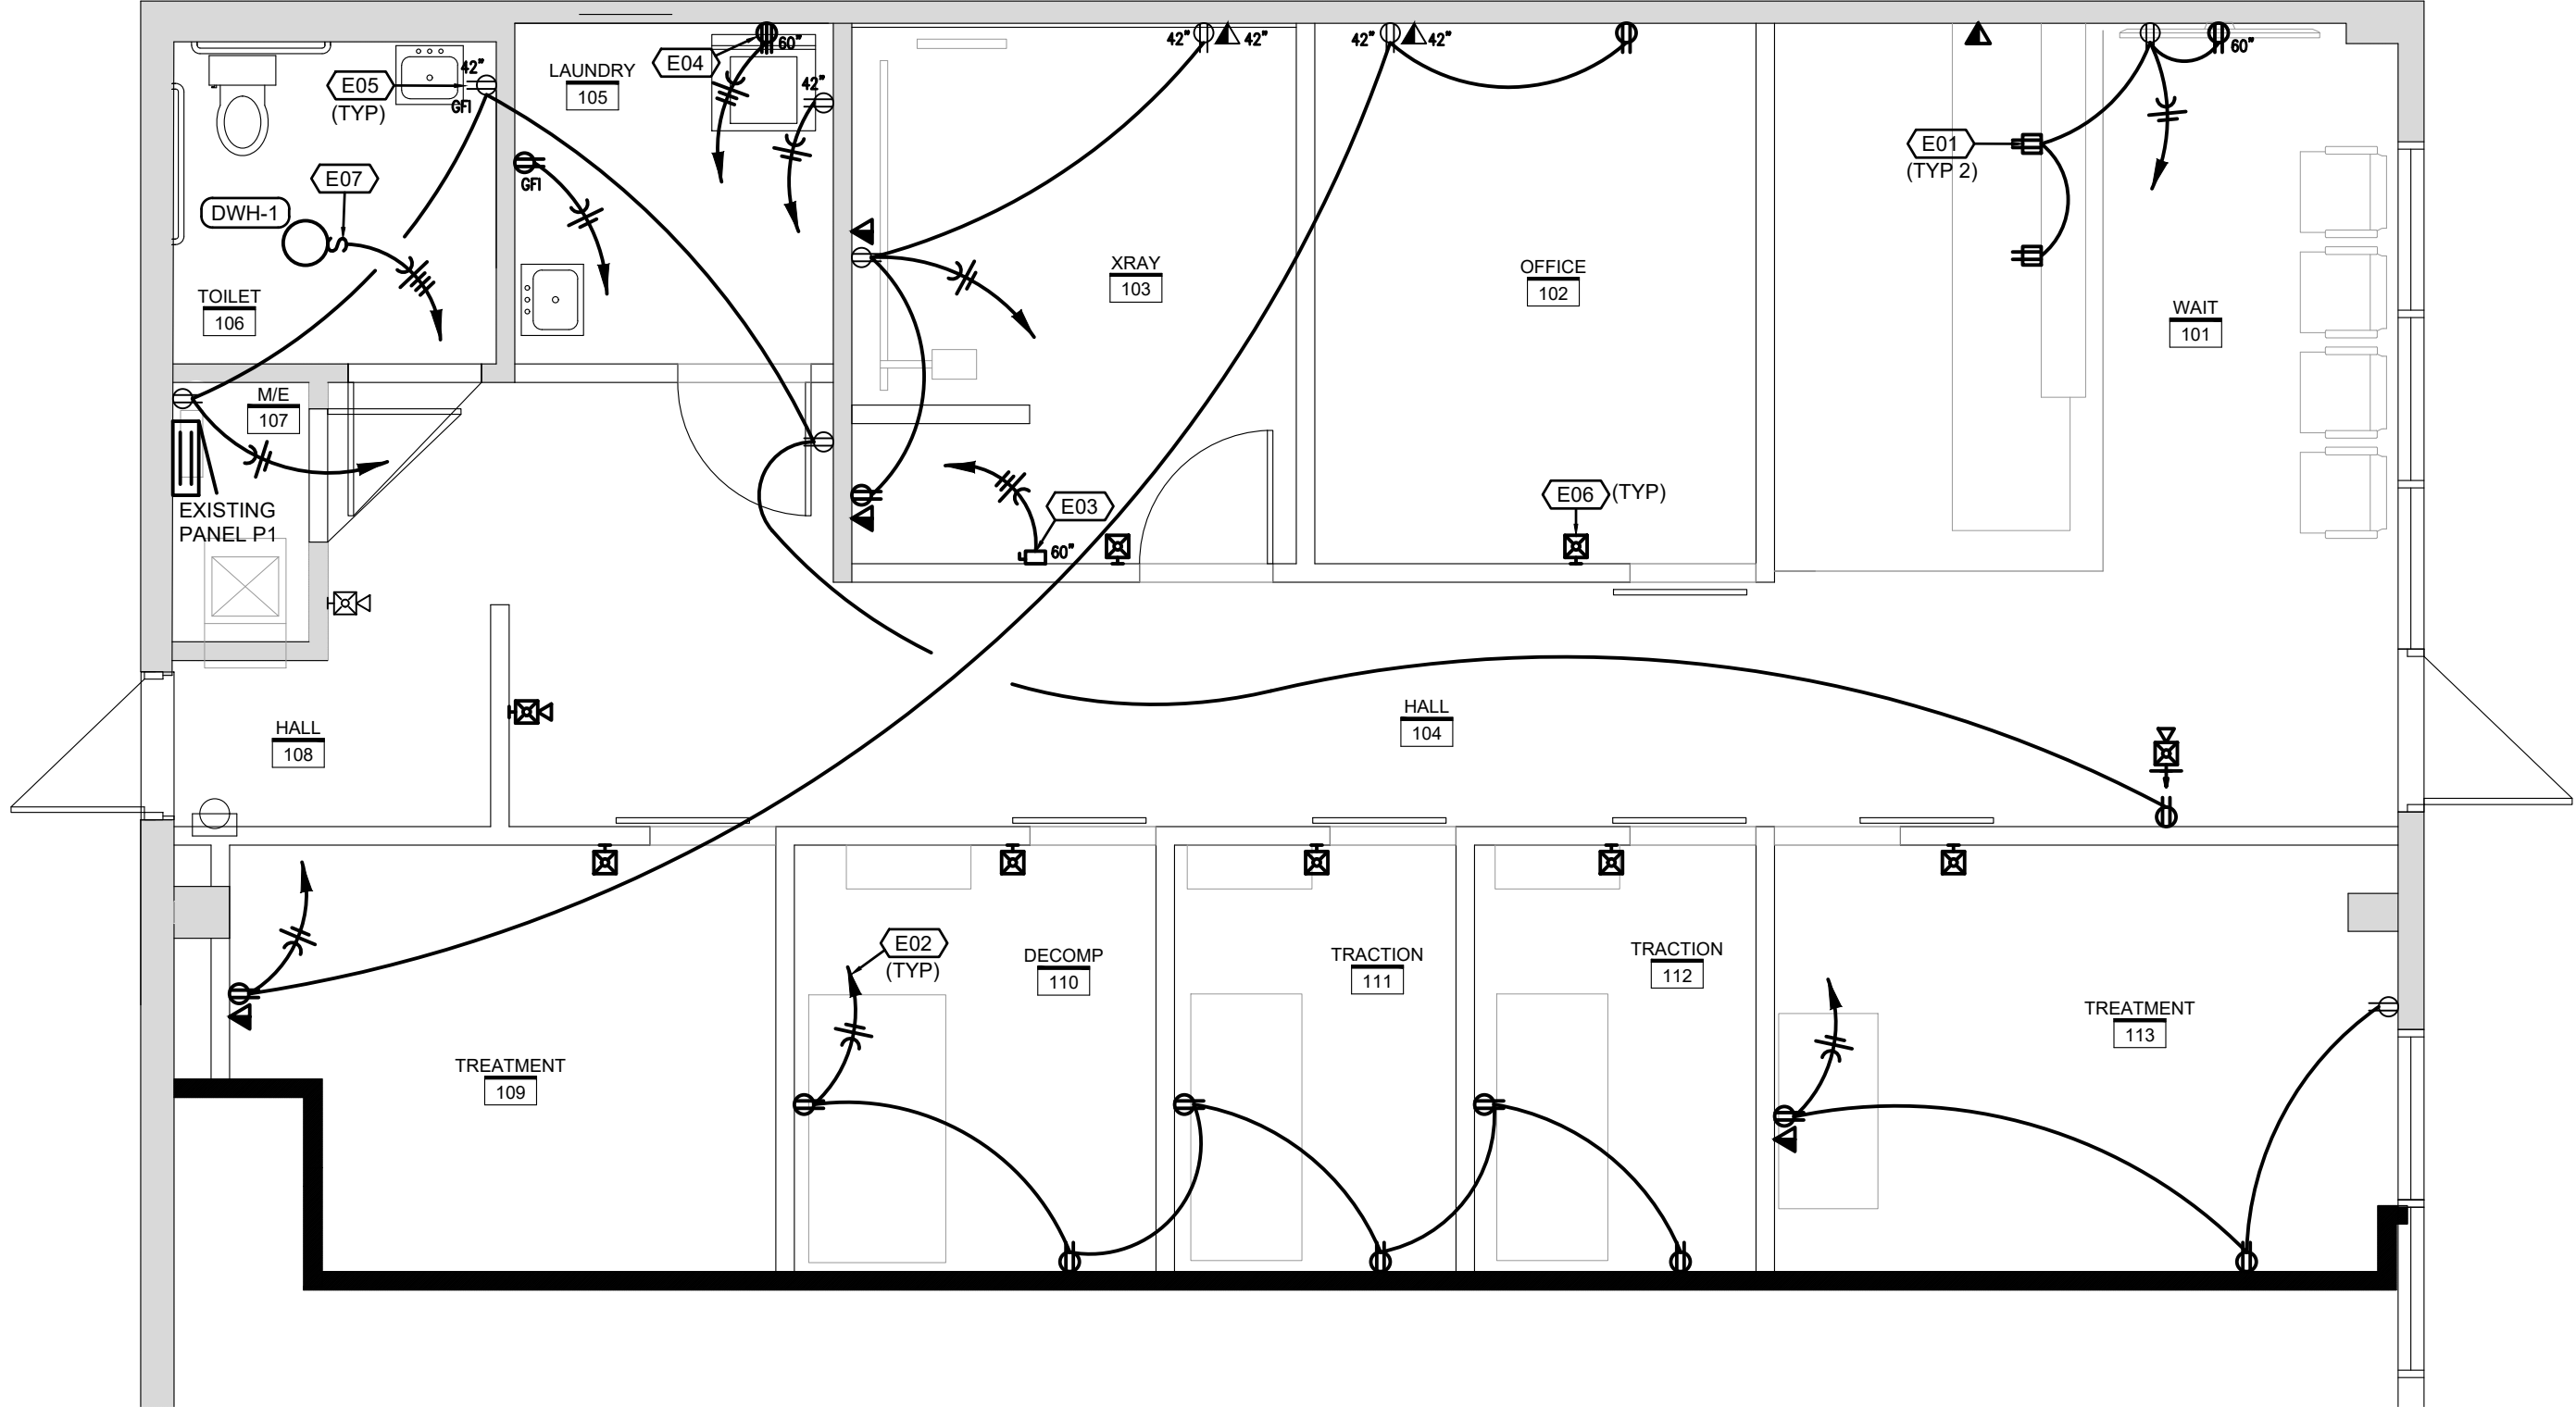 E04
60"
42"
42"
42"
42"
60"
LAUNDRY
105
E05
(TYP)
42"
GFI
42"
E01
(TYP 2)
E07
GFI
DWH-1
XRAY
103
OFFICE
102
TOILET
106
WAIT
101
M/E
107
EXISTING
PANEL P1
E03
60"
E06
(TYP)
HALL
108
HALL
104
E02
(TYP)
DECOMP
110
TRACTION
111
TRACTION
112
TREATMENT
113
TREATMENT
109